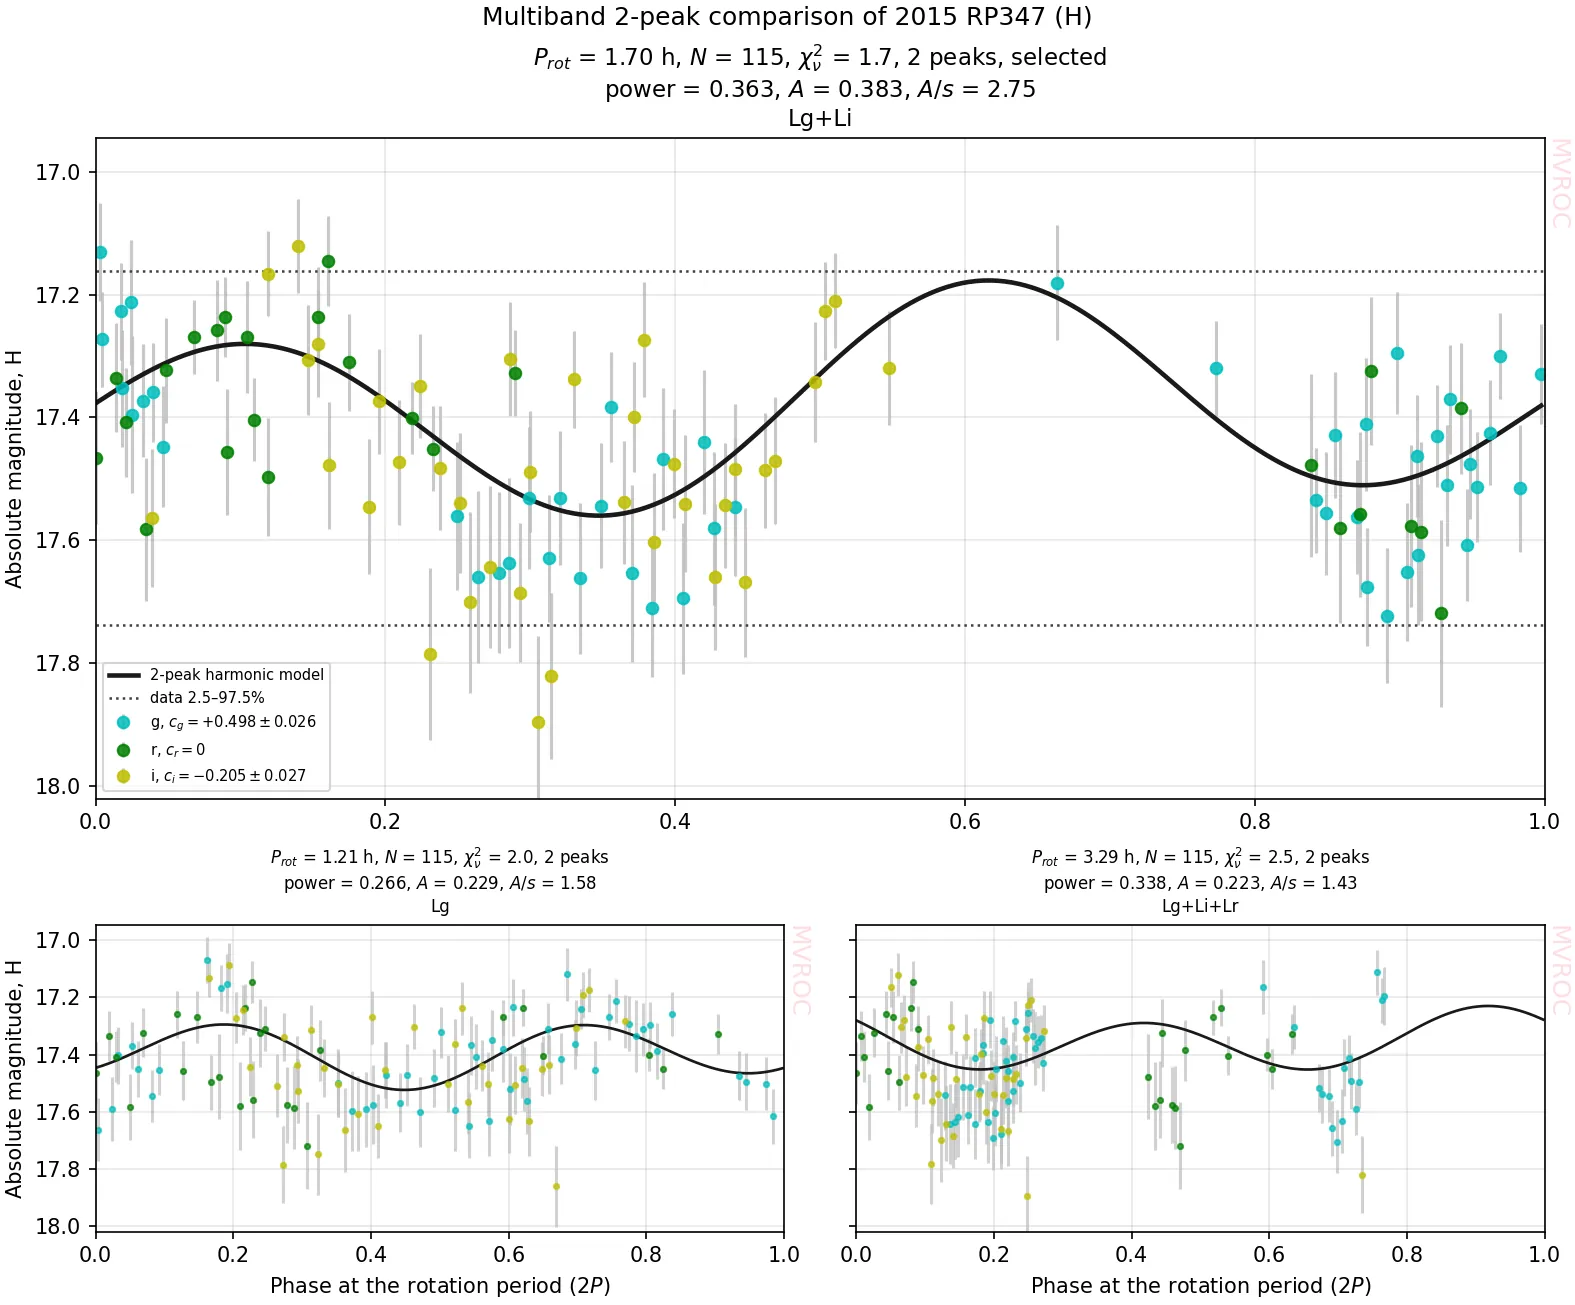 Multiband 2-peak comparison of 2015 RP347 (H)
P_rot = 1.70 h, N = 115, χ²_ν = 1.7, 2 peaks, selected
power = 0.363, A = 0.383, A/s = 2.75
Lg+Li
MVROC
Absolute magnitude, H
17.0
17.2
17.4
17.6
17.8
18.0
2-peak harmonic model
data 2.5–97.5%
g, c_g = +0.498 ± 0.026
r, c_r = 0
i, c_i = −0.205 ± 0.027
0.0 0.2 0.4 0.6 0.8 1.0
P_rot = 1.21 h, N = 115, χ²_ν = 2.0, 2 peaks
power = 0.266, A = 0.229, A/s = 1.58
Lg
MVROC
Absolute magnitude, H
17.0
17.2
17.4
17.6
17.8
18.0
0.0 0.2 0.4 0.6 0.8 1.0
Phase at the rotation period (2P)
P_rot = 3.29 h, N = 115, χ²_ν = 2.5, 2 peaks
power = 0.338, A = 0.223, A/s = 1.43
Lg+Li+Lr
MVROC
0.0 0.2 0.4 0.6 0.8 1.0
Phase at the rotation period (2P)